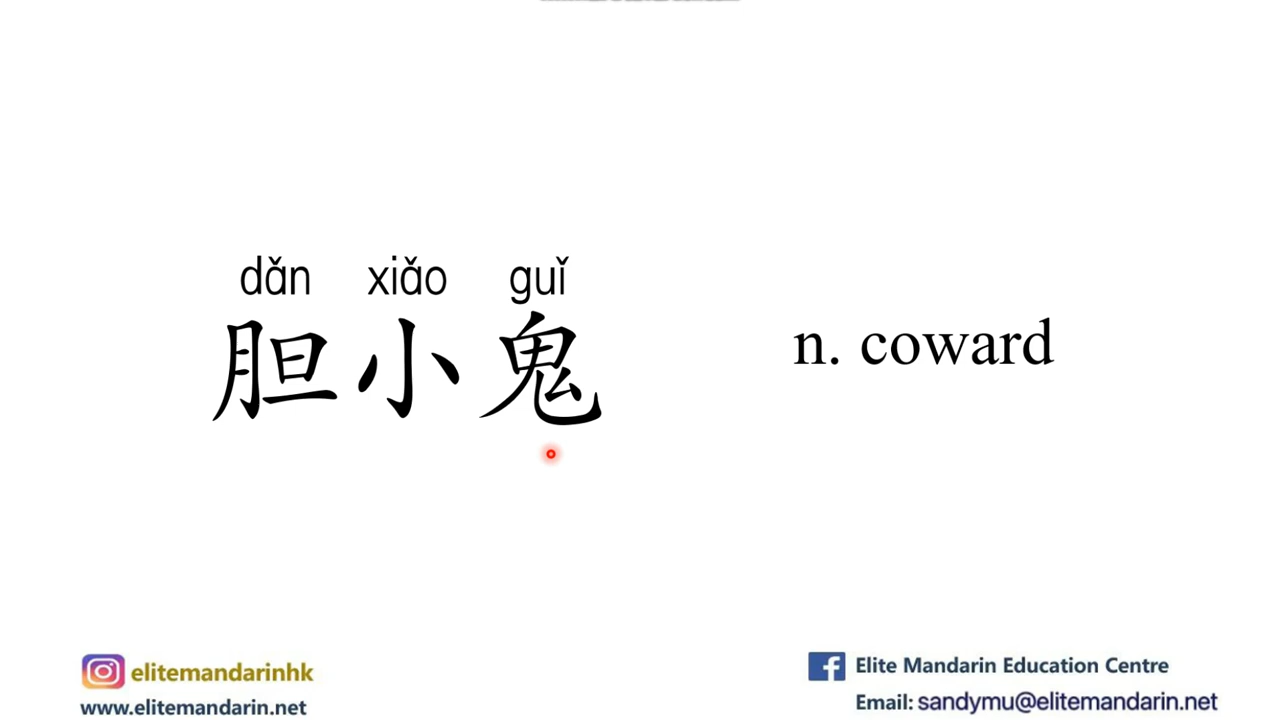 dǎn xiǎo guǐ
胆小鬼
n. coward
elitemandarinhk
www.elitemandarin.net
Elite Mandarin Education Centre
Email: sandymu@elitemandarin.net